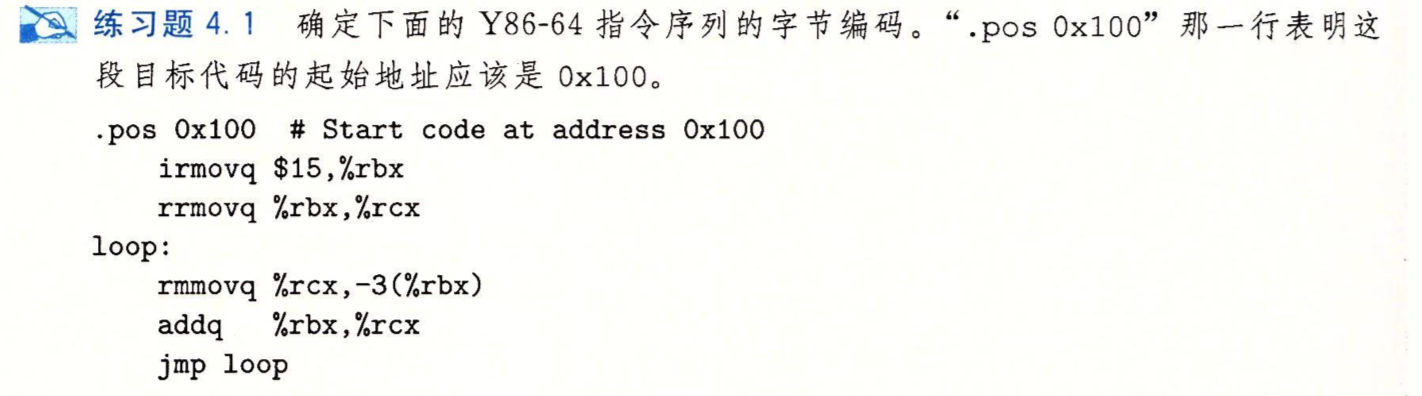 练习题 4.1 确定下面的 Y86-64 指令序列的字节编码。“.pos 0x100” 那一行表明这
段目标代码的起始地址应该是 0x100。
.pos 0x100 # Start code at address 0x100
irmovq $15,%rbx
rrmovq %rbx,%rcx
loop:
rmmovq %rcx,-3(%rbx)
addq %rbx,%rcx
jmp loop